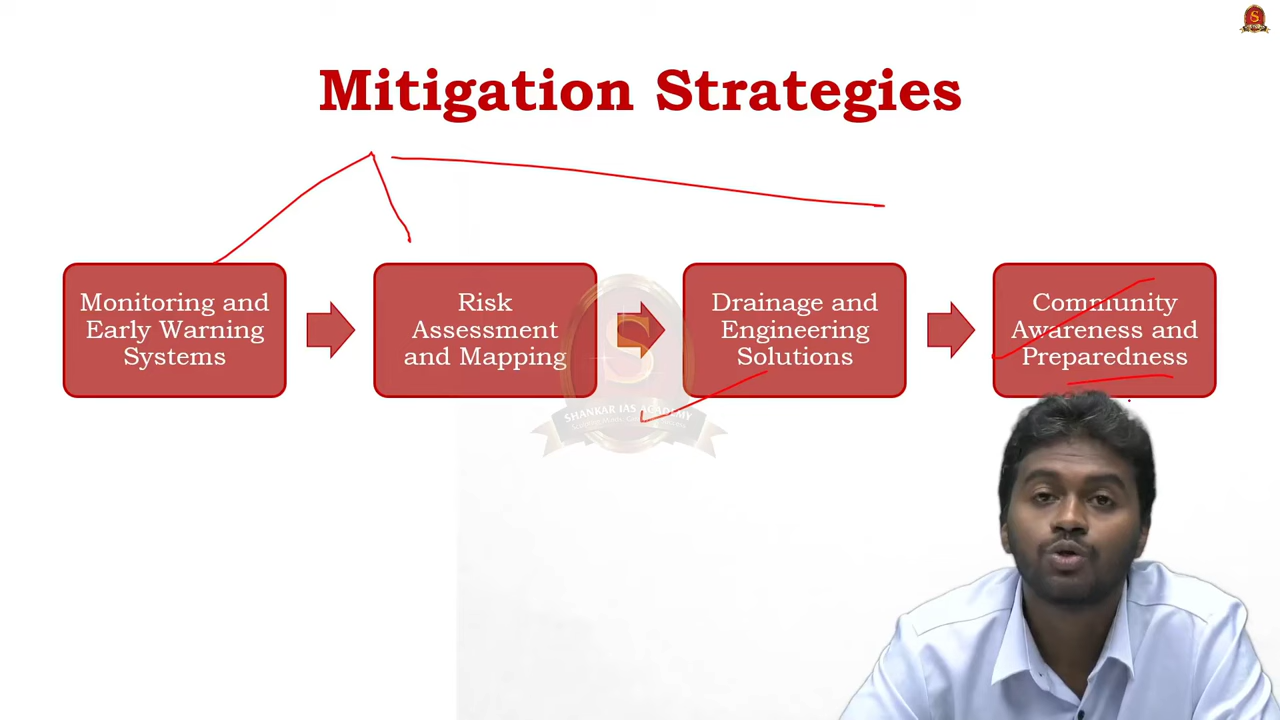 Mitigation Strategies
Monitoring and
Early Warning
Systems
Risk
Assessment
and Mapping
Drainage and
Engineering
Solutions
Community
Awareness and
Preparedness
S
SHANKAR IAS ACADEMY